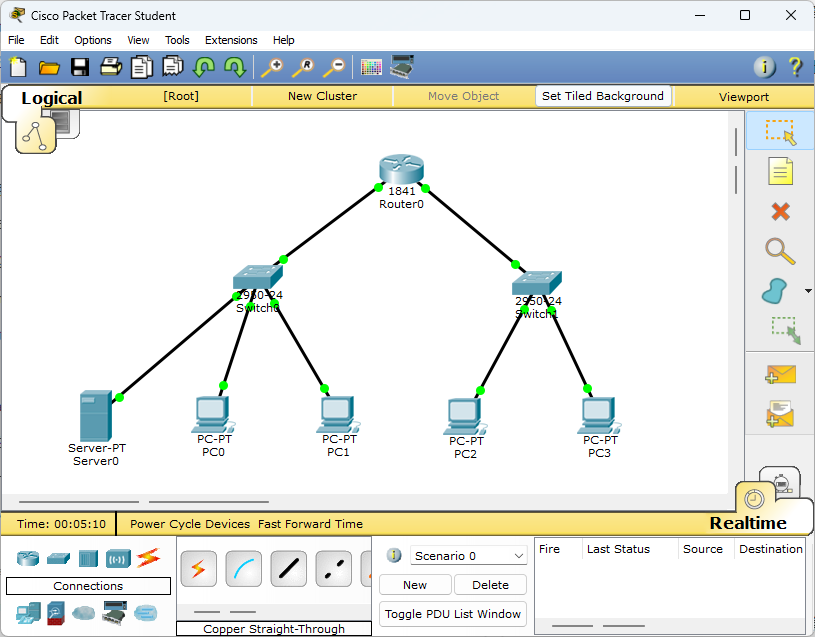 Cisco Packet Tracer Student
File Edit Options View Tools Extensions Help
Logical [Root] New Cluster Move Object Set Tiled Background Viewport
1841
Router0
2950-24
Switch0
2950-24
Switch1
Server-PT
Server0
PC-PT
PC0
PC-PT
PC1
PC-PT
PC2
PC-PT
PC3
Time: 00:05:10 Power Cycle Devices Fast Forward Time
Realtime
Connections
Copper Straight-Through
Scenario 0
New Delete
Toggle PDU List Window
Fire Last Status Source Destination